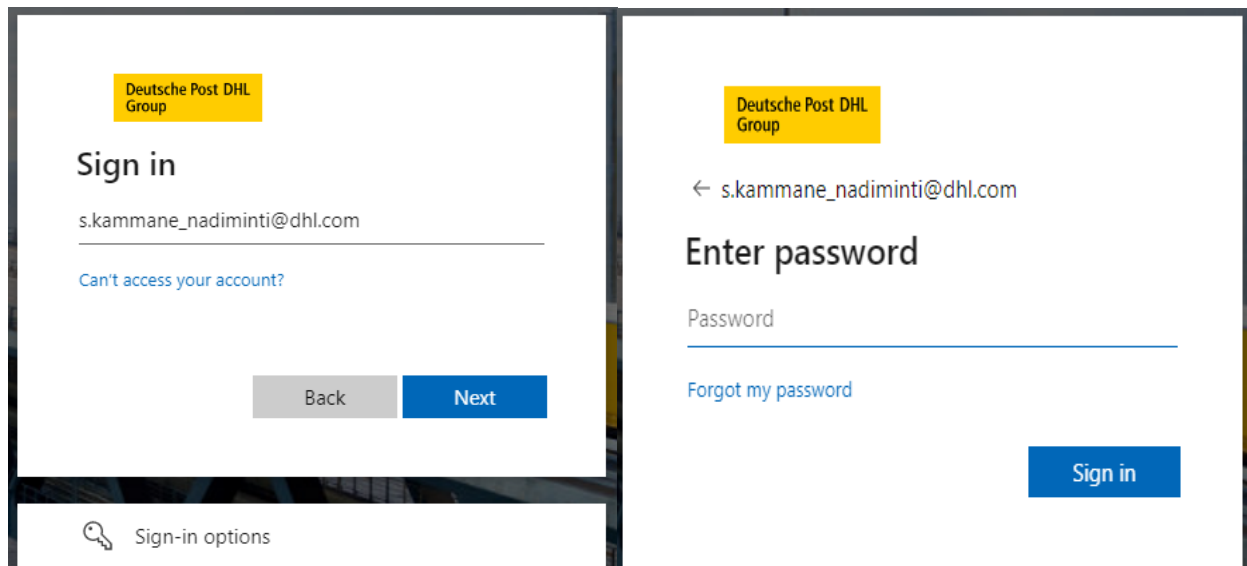 Deutsche Post DHL
Group
Sign in
s.kammane_nadiminti@dhl.com
Can't access your account?
Back
Next
Sign-in options
Deutsche Post DHL
Group
← s.kammane_nadiminti@dhl.com
Enter password
Password
Forgot my password
Sign in